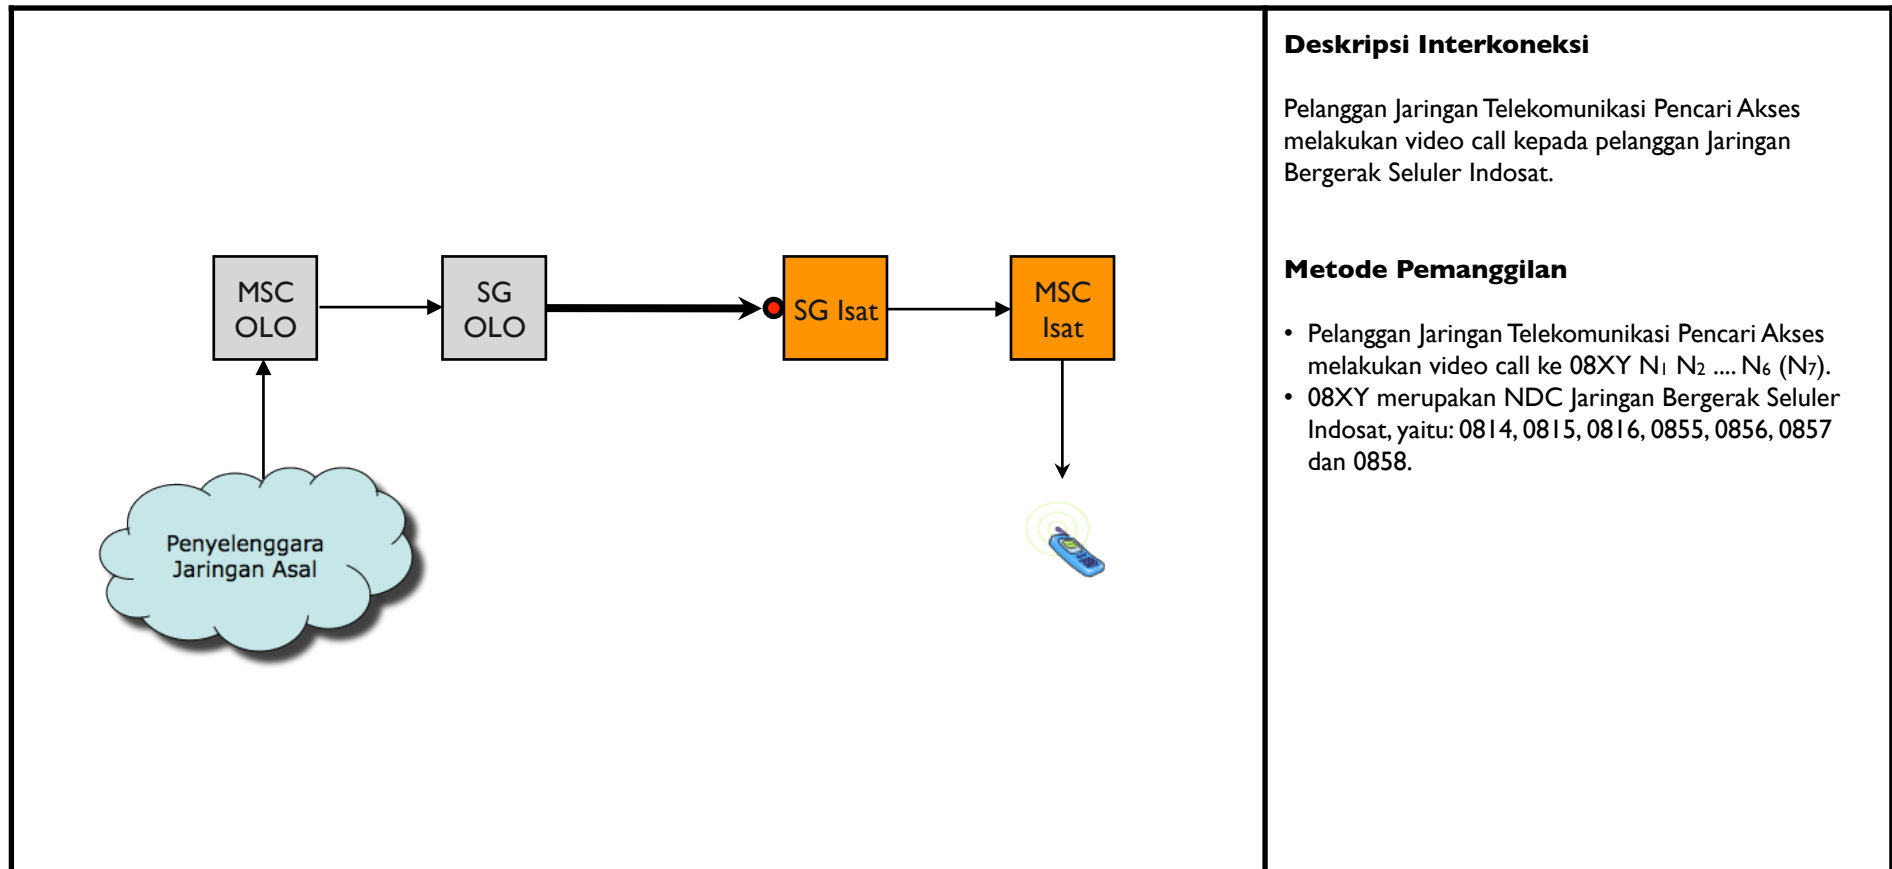 MSC
OLO
SG
OLO
SG Isat
MSC
Isat
Penyelenggara
Jaringan Asal
Deskripsi Interkoneksi
Pelanggan Jaringan Telekomunikasi Pencari Akses
melakukan video call kepada pelanggan Jaringan
Bergerak Seluler Indosat.
Metode Pemanggilan
• Pelanggan Jaringan Telekomunikasi Pencari Akses
melakukan video call ke 08XY N1 N2 .... N6 (N7).
• 08XY merupakan NDC Jaringan Bergerak Seluler
Indosat, yaitu: 0814, 0815, 0816, 0855, 0856, 0857
dan 0858.